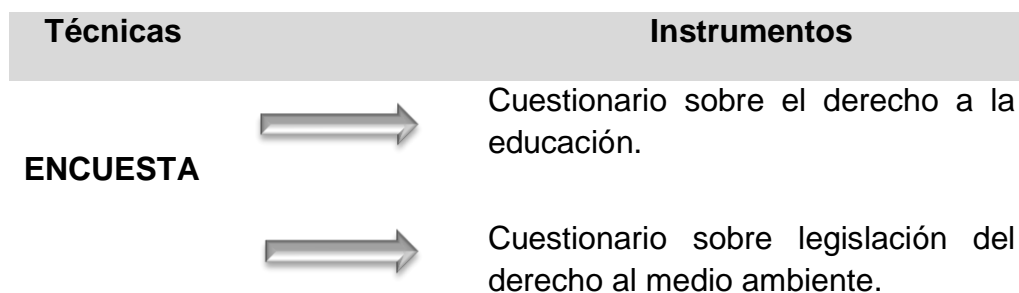 Técnicas Instrumentos
Cuestionario sobre el derecho a la
educación.
ENCUESTA
Cuestionario sobre legislación del
derecho al medio ambiente.